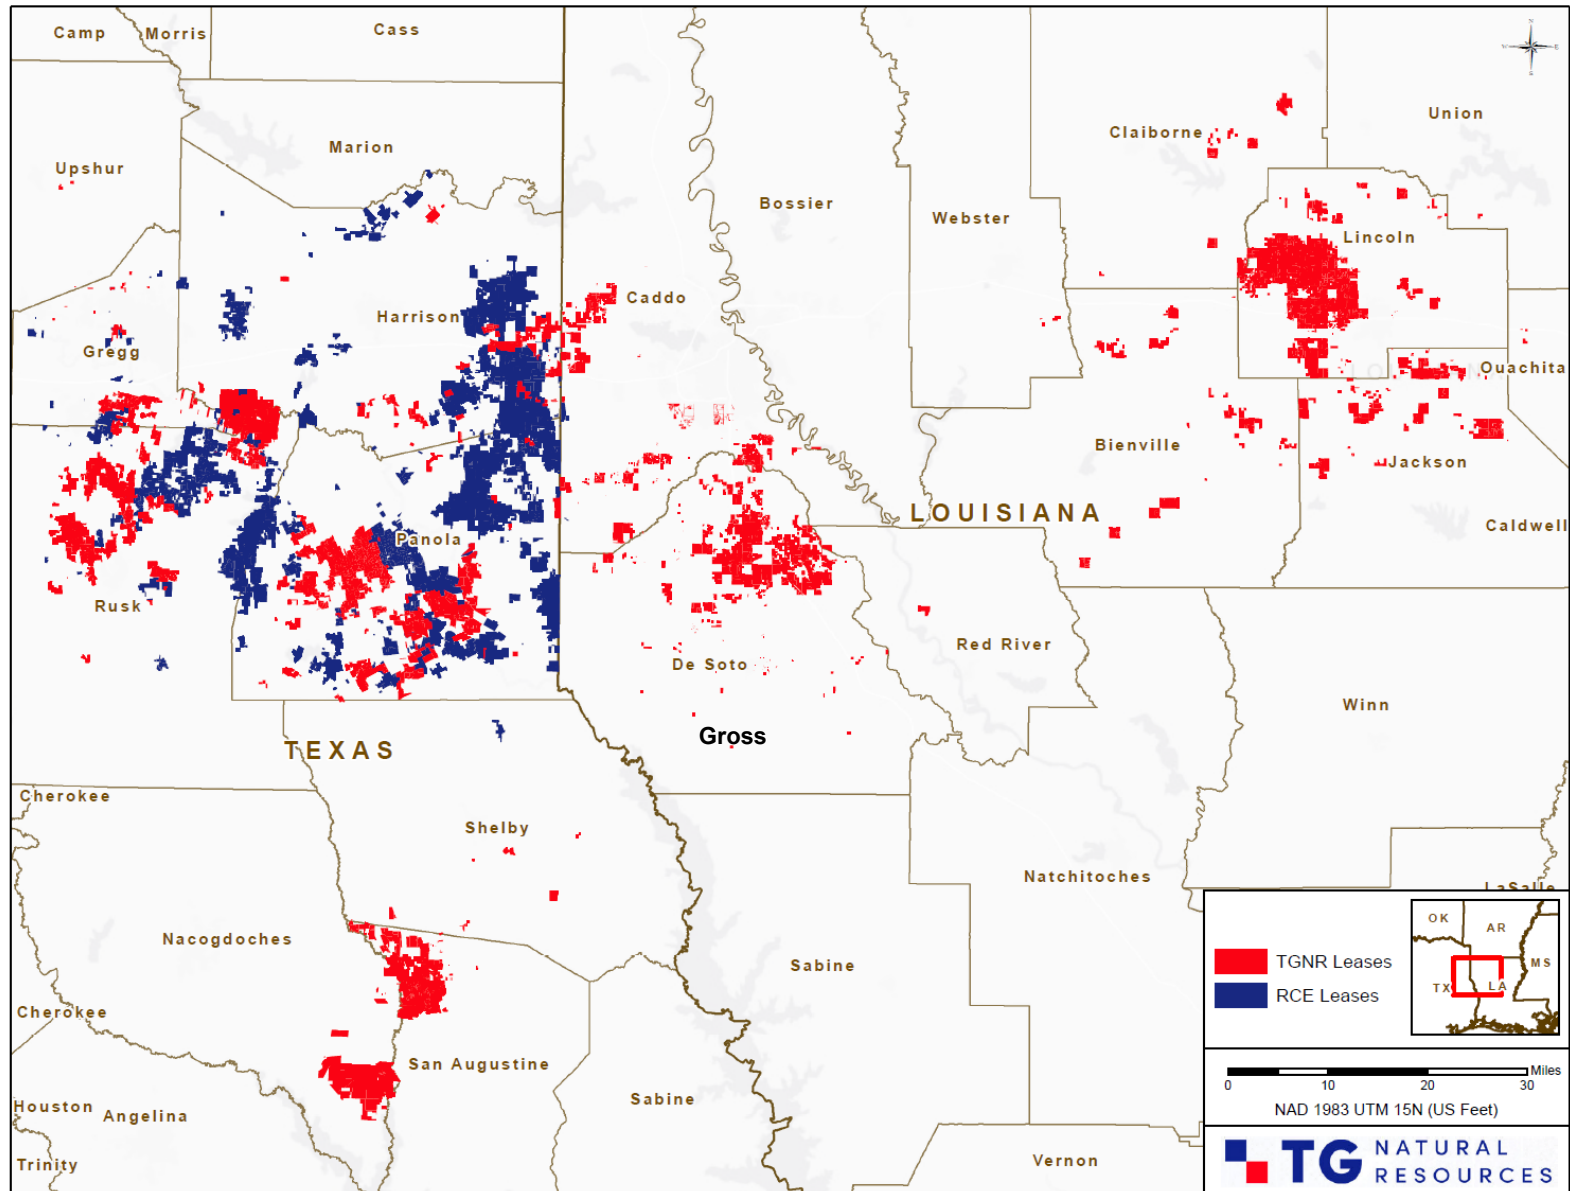 Camp
Morris
Cass
N
W
E
S
Union
Claiborne
Marion
Upshur
Bossier
Webster
Lincoln
Caddo
Harrison
Gregg
Ouachita
Bienville
Jackson
LOUISIANA
Caldwell
Panola
Rusk
Red River
De Soto
Winn
Gross
TEXAS
Cherokee
Shelby
Natchitoches
LaSalle
Nacogdoches
Sabine
Cherokee
San Augustine
Sabine
Houston
Angelina
Trinity
Vernon
TGNR Leases
RCE Leases
OK
AR
MS
TX
LA
Miles
0
10
20
30
NAD 1983 UTM 15N (US Feet)
TG NATURAL
RESOURCES